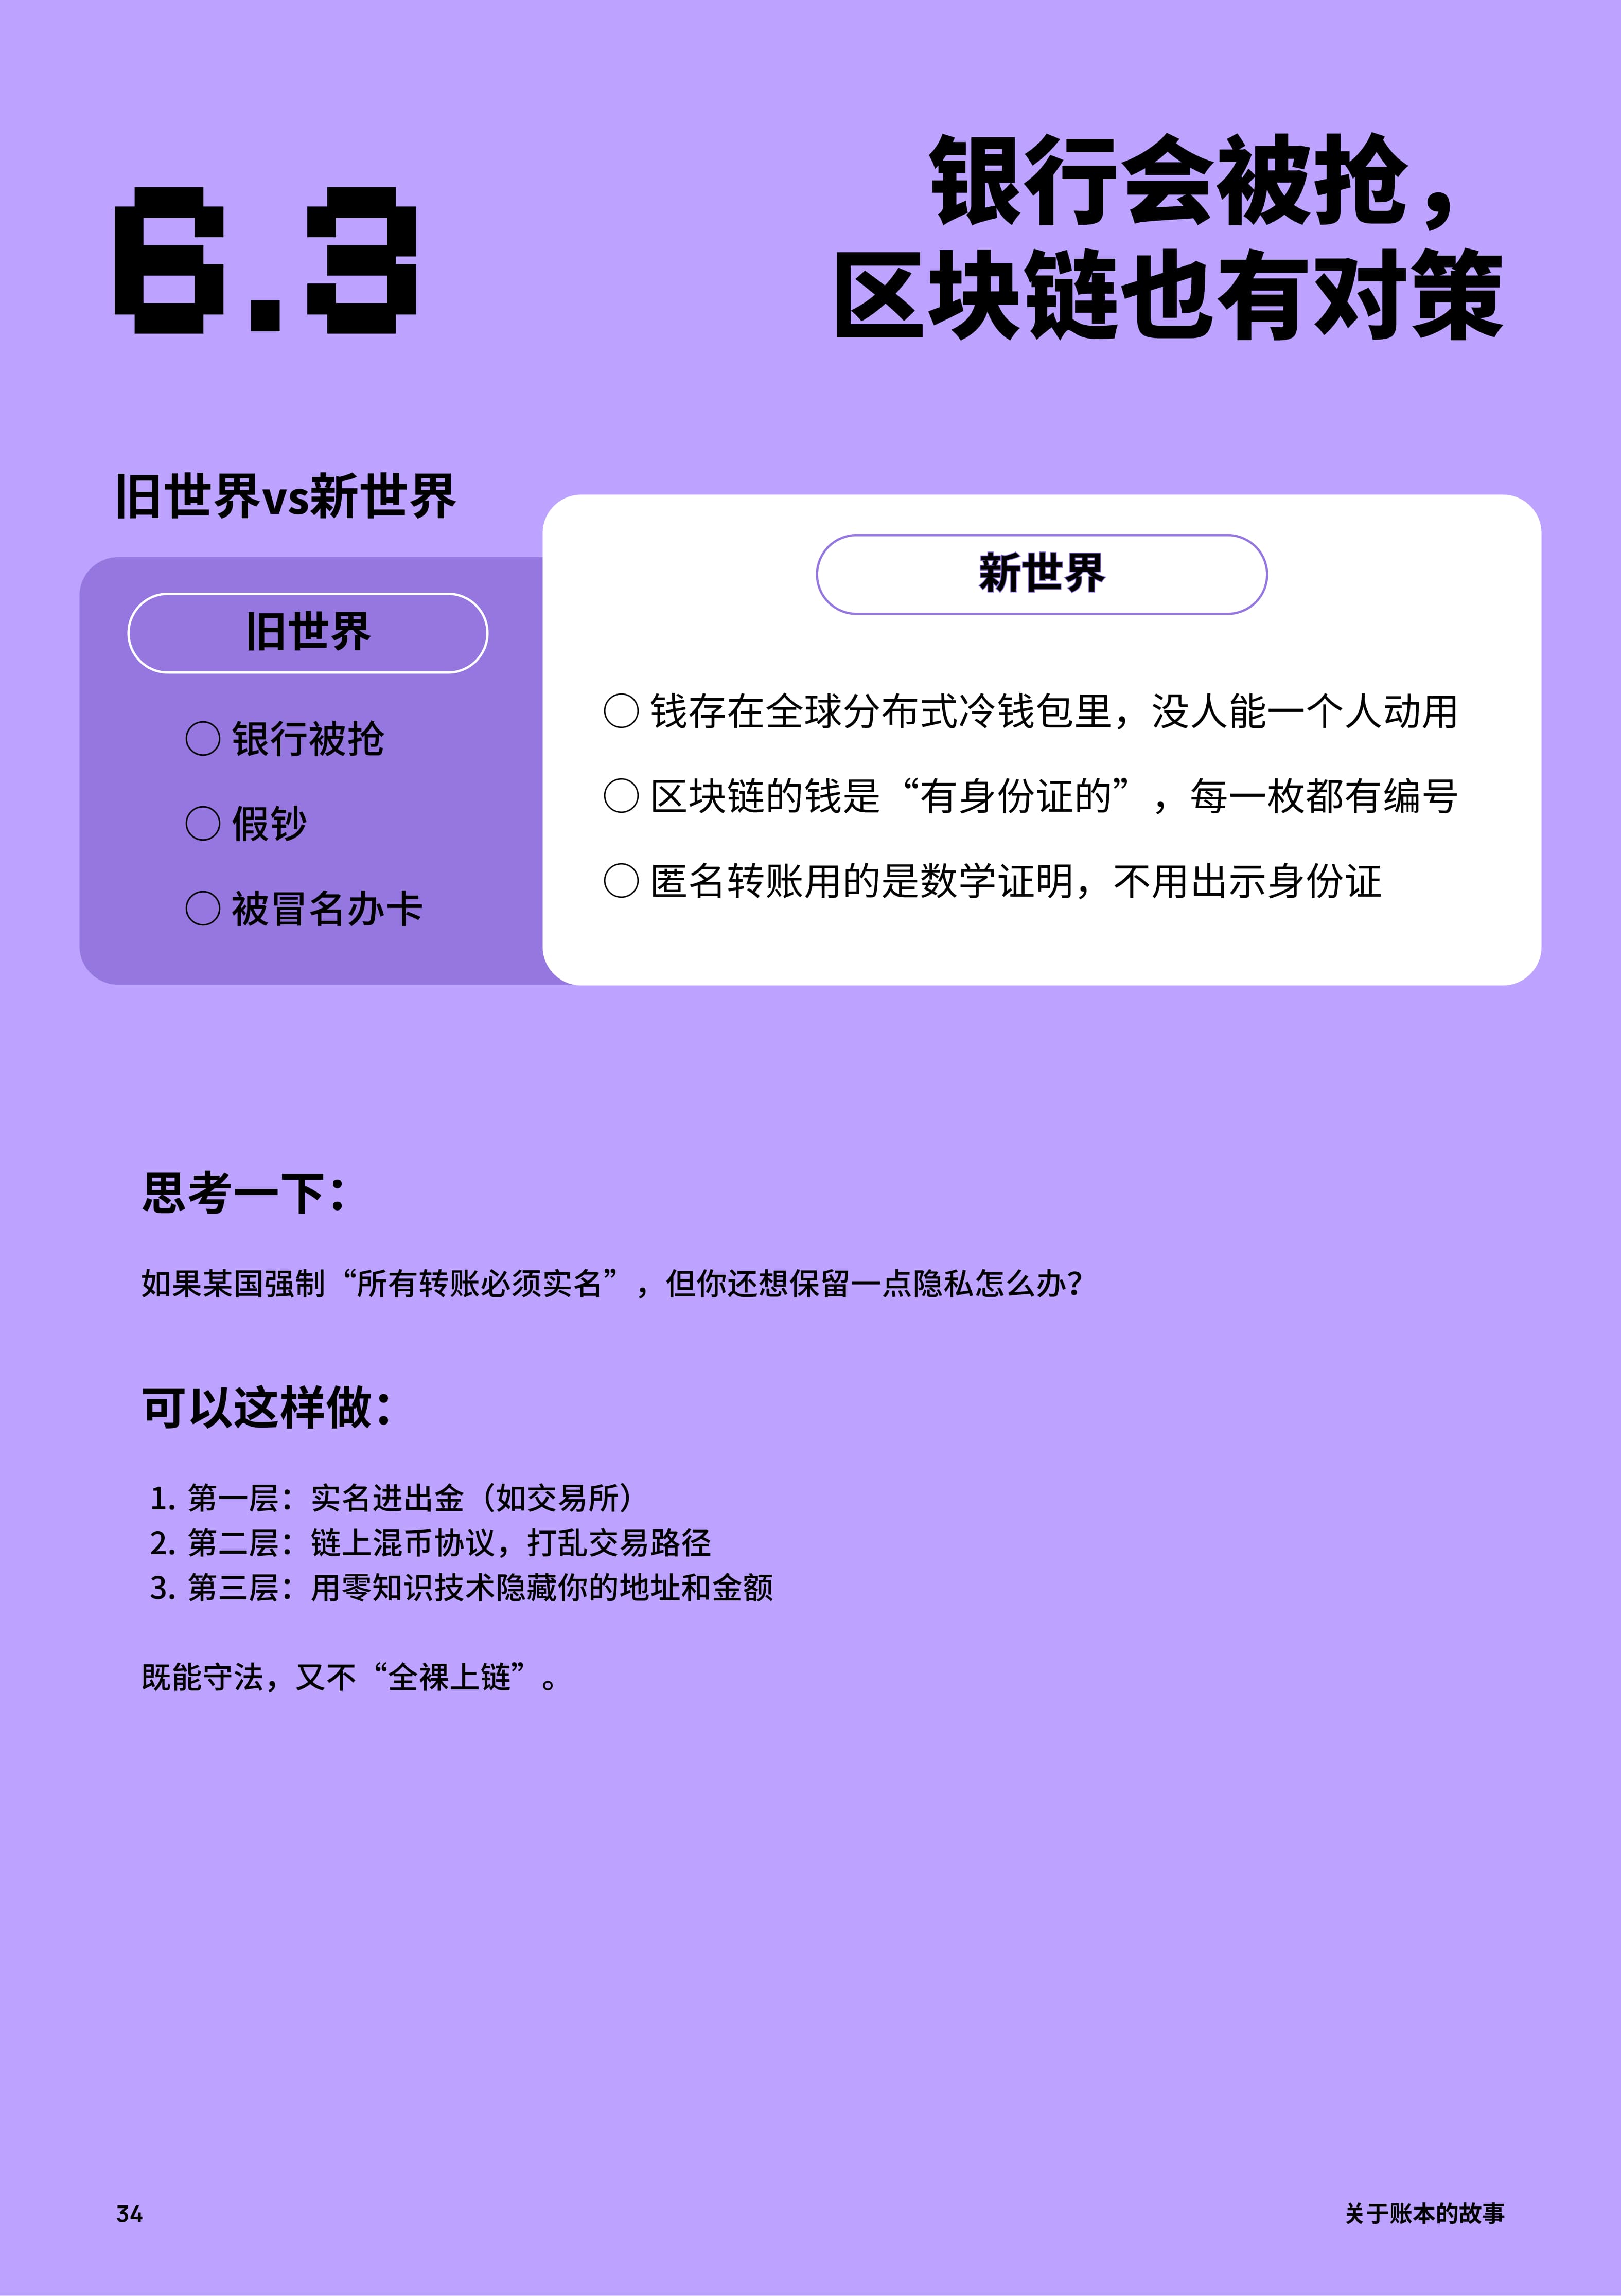 6.3
银行会被抢，
区块链也有对策
旧世界vs新世界
旧世界
○ 银行被抢
○ 假钞
○ 被冒名办卡
新世界
○ 钱存在全球分布式冷钱包里，没人能一个人动用
○ 区块链的钱是“有身份证的”，每一枚都有编号
○ 匿名转账用的是数学证明，不用出示身份证
思考一下：
如果某国强制“所有转账必须实名”，但你还想保留一点隐私怎么办？
可以这样做：
1. 第一层：实名进出金（如交易所）
2. 第二层：链上混币协议，打乱交易路径
3. 第三层：用零知识技术隐藏你的地址和金额
既能守法，又不“全裸上链”。
34
关于账本的故事